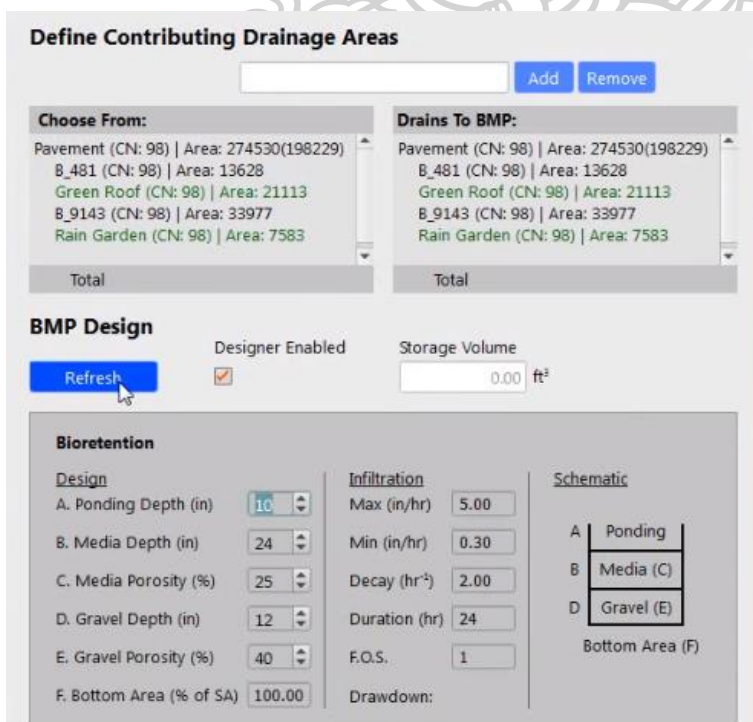 Define Contributing Drainage Areas
Add Remove
Choose From:
Pavement (CN: 98) | Area: 274530(198229)
B_481 (CN: 98) | Area: 13628
Green Roof (CN: 98) | Area: 21113
B_9143 (CN: 98) | Area: 33977
Rain Garden (CN: 98) | Area: 7583
Total
Drains To BMP:
Pavement (CN: 98) | Area: 274530(198229)
B_481 (CN: 98) | Area: 13628
Green Roof (CN: 98) | Area: 21113
B_9143 (CN: 98) | Area: 33977
Rain Garden (CN: 98) | Area: 7583
Total
BMP Design
Refresh
Designer Enabled
Storage Volume
0.00 ft³
Bioretention
Design
A. Ponding Depth (in) 10
B. Media Depth (in) 24
C. Media Porosity (%) 25
D. Gravel Depth (in) 12
E. Gravel Porosity (%) 40
F. Bottom Area (% of SA) 100.00
Infiltration
Max (in/hr) 5.00
Min (in/hr) 0.30
Decay (hr⁻¹) 2.00
Duration (hr) 24
F.O.S. 1
Drawdown:
Schematic
A Ponding
B Media (C)
D Gravel (E)
Bottom Area (F)